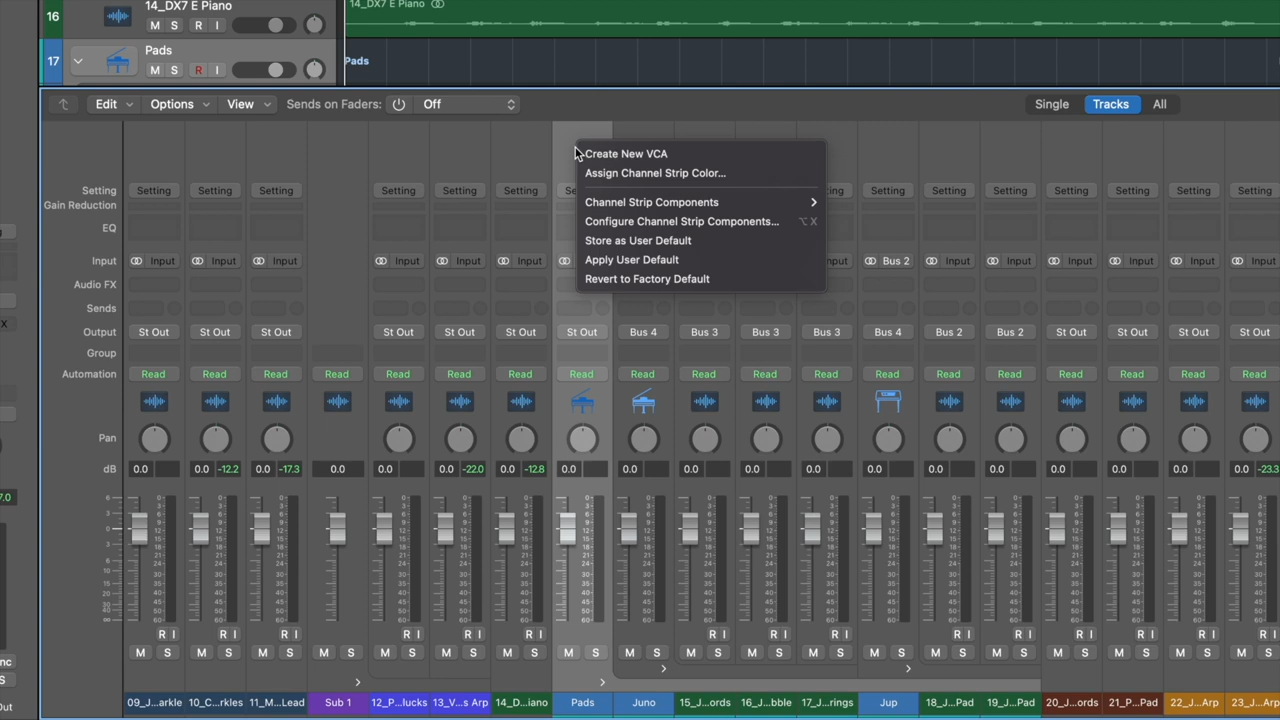 16
14_DX7 E Piano
M S R I
14_DX7 E Piano
17
Pads
M S R I
Pads
Edit Options View Sends on Faders: Off Single Tracks All
Create New VCA
Assign Channel Strip Color...
Channel Strip Components
Configure Channel Strip Components... ⌥ X
Store as User Default
Apply User Default
Revert to Factory Default
Setting Setting Setting Setting Setting Setting Setting Setting Setting Setting Setting Setting Setting Setting
Gain Reduction
EQ
Input Input Input Input Input Input Input Input Bus 2 Input Input Input Input Input Input
Audio FX
Sends
Output St Out St Out St Out St Out St Out St Out St Out Bus 4 Bus 3 Bus 3 Bus 3 Bus 4 Bus 2 Bus 2 St Out St Out St Out St Out
Group
Automation Read Read Read Read Read Read Read Read Read Read Read Read Read Read Read Read Read Read Read
Pan
dB 0.0 0.0 -12.2 0.0 -17.3 0.0 0.0 0.0 -22.0 0.0 -12.8 0.0 0.0 0.0 0.0 0.0 0.0 0.0 0.0 0.0 0.0 0.0 0.0 -23.3
7.0
R I R I R I R I R I R I R I R I R I R I R I R I R I R I R I
M S M S M S M S M S M S M S M S M S M S M S M S M S M S M S M S M S M S M S
09_J...arkle 10_C...rkles 11_M...Lead Sub 1 12_P...lucks 13_V...s Arp 14_D...iano Pads Juno 15_J...ords 16_J...bble 17_J...rings Jup 18_J...Pad 19_J...Pad 20_J...ords 21_P...Pad 22_J...Arp 23_J...Arp